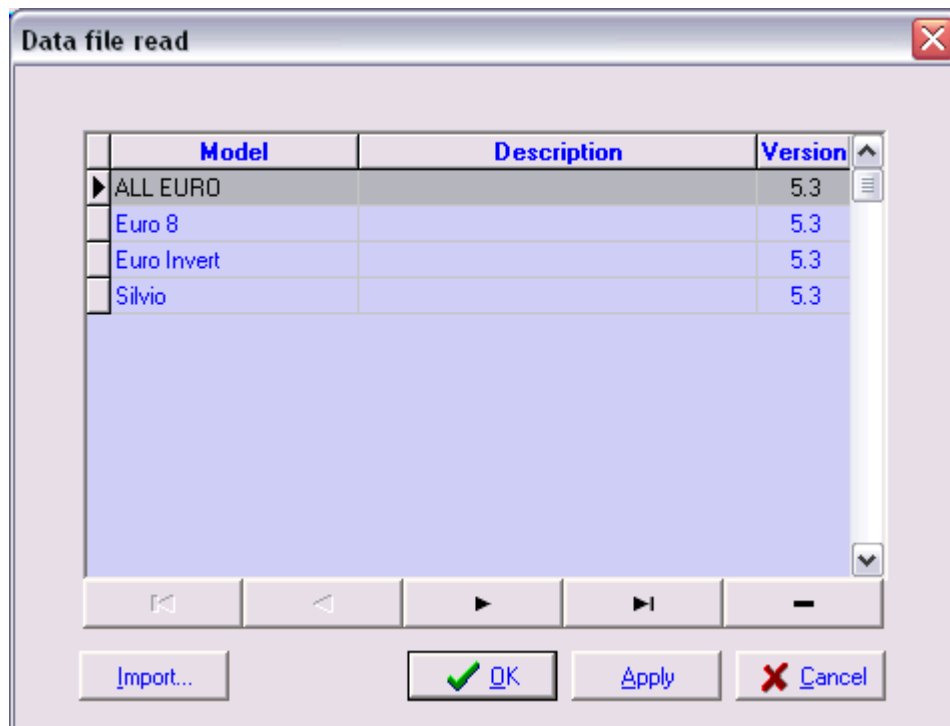 Data file read
Model Description Version
ALL EURO 5.3
Euro 8 5.3
Euro Invert 5.3
Silvio 5.3
Import... OK Apply Cancel